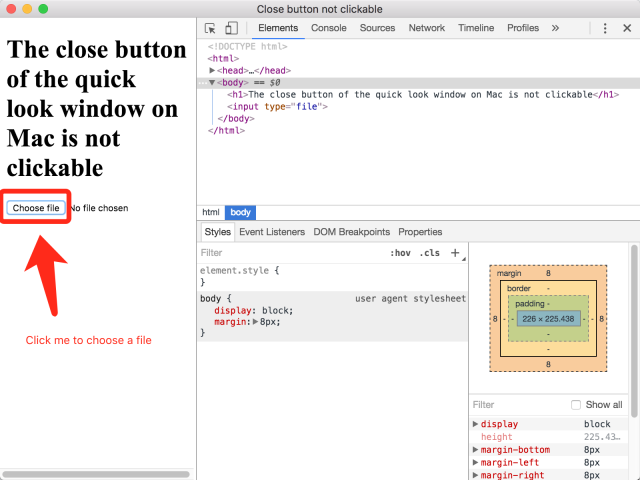 Close button not clickable
The close button
of the quick
look window on
Mac is not
clickable
Choose file No file chosen
Click me to choose a file
Elements Console Sources Network Timeline Profiles »
<!DOCTYPE html>
<html>
▶<head>…</head>
…▼<body> == $0
<h1>The close button of the quick look window on Mac is not clickable</h1>
<input type="file">
</body>
</html>
html body
Styles Event Listeners DOM Breakpoints Properties
Filter :hov .cls +
element.style {
}
body { user agent stylesheet
display: block;
margin:▶8px;
}
margin 8
border -
padding -
8 - - 226 × 225.438 - - 8
-
-
8
Filter Show all
▶display block
height 225.43…
▶margin-bottom 8px
▶margin-left 8px
▶margin-right 8px